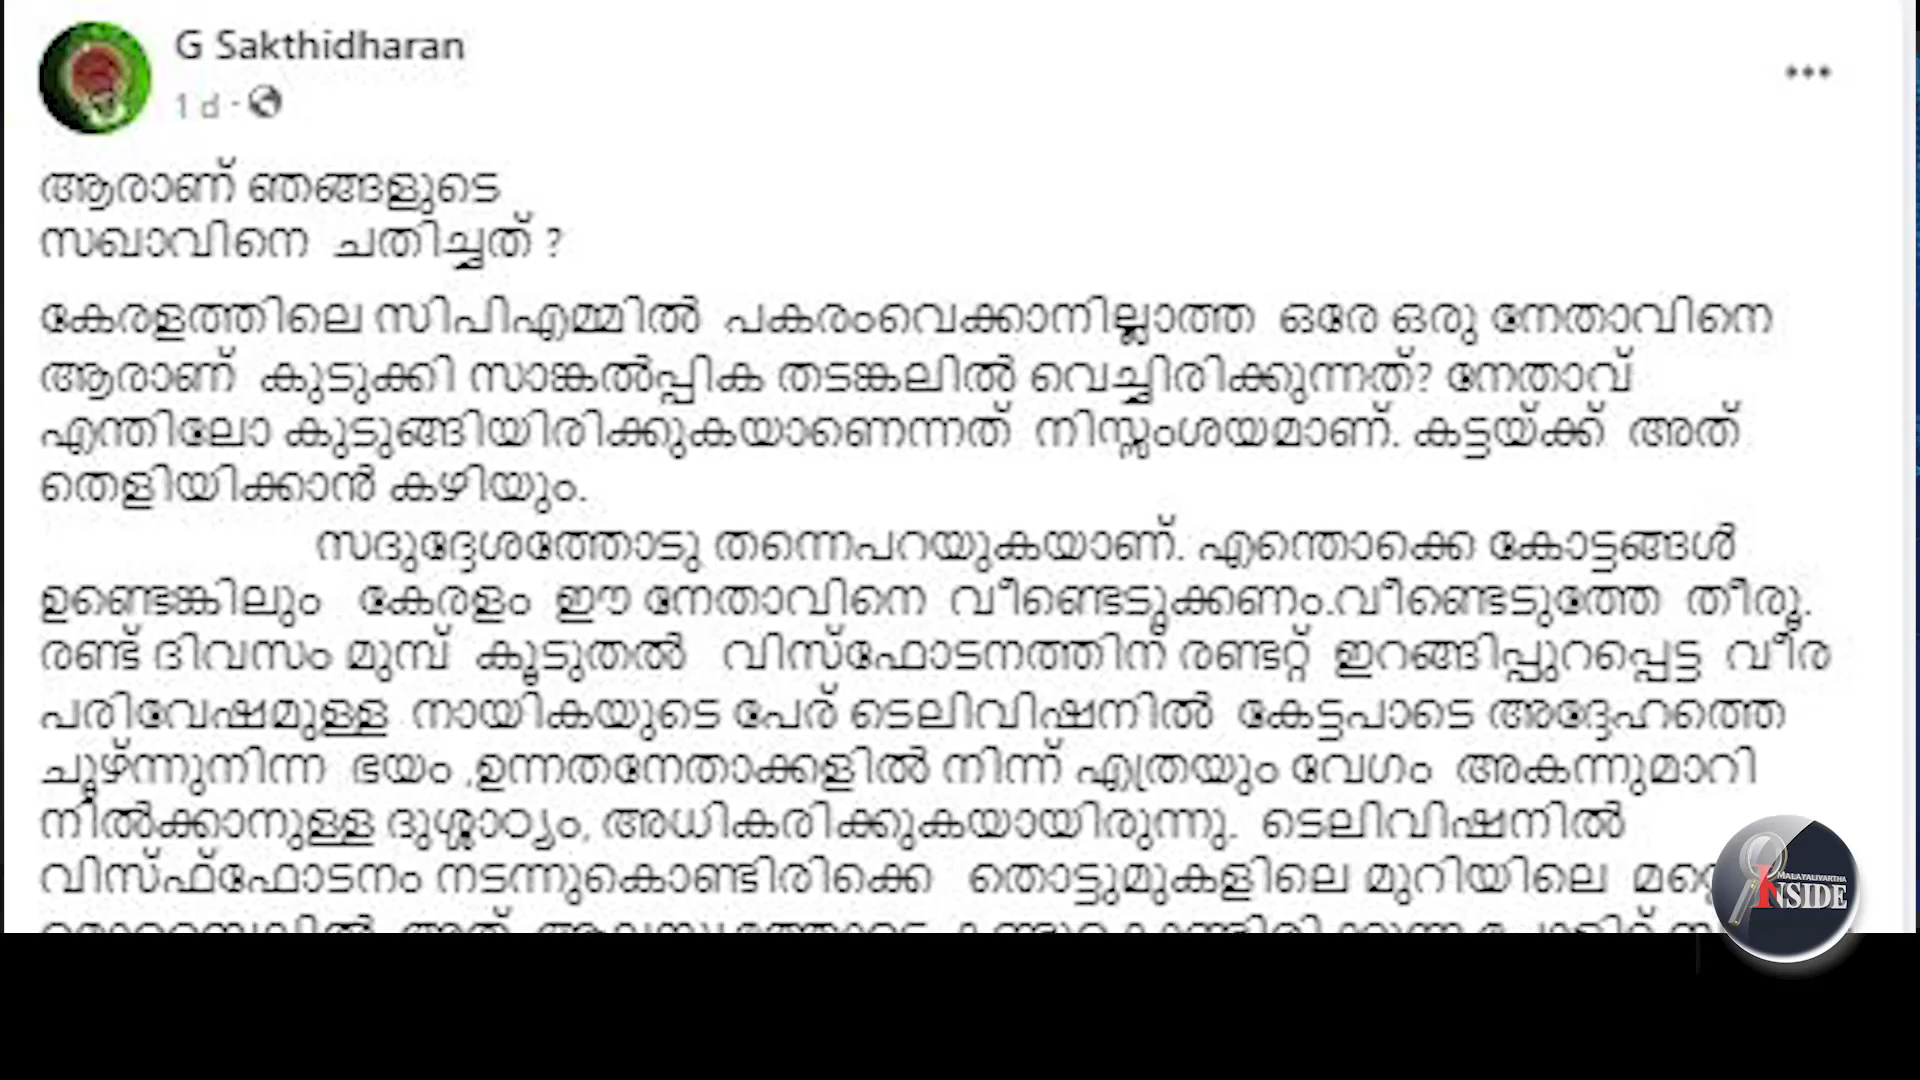 G Sakthidharan
1 d
ആരാണ് ഞങ്ങളുടെ
സഖാവിനെ ചതിച്ചത് ?
കേരളത്തിലെ സിപിഎമ്മിൽ പകരംവെക്കാനില്ലാത്ത ഒരേ ഒരു നേതാവിനെ
ആരാണ് കുടുക്കി സാങ്കൽപ്പിക തടങ്കലിൽ വെച്ചിരിക്കുന്നത്? നേതാവ്
എന്തിലോ കുടുങ്ങിയിരിക്കുകയാണെന്നത് നിസ്സംശയമാണ്. കട്ടയ്ക്ക് അത്
തെളിയിക്കാൻ കഴിയും.
സദുദ്ദേശത്തോടു തന്നെപറയുകയാണ്. എന്തൊക്കെ കോട്ടങ്ങൾ
ഉണ്ടെങ്കിലും കേരളം ഈ നേതാവിനെ വീണ്ടെടുക്കണം.വീണ്ടെടുത്തേ തീരൂ.
രണ്ട് ദിവസം മുമ്പ് കൂടുതൽ വിസ്ഫോടനത്തിന് രണ്ടറ്റ് ഇറങ്ങിപ്പുറപ്പെട്ട വീര
പരിവേഷമുള്ള നായികയുടെ പേര് ടെലിവിഷനിൽ കേട്ടപാടെ അദ്ദേഹത്തെ
ചൂഴ്ന്നുനിന്ന ഭയം ,ഉന്നതനേതാക്കളിൽ നിന്ന് എത്രയും വേഗം അകന്നുമാറി
നിൽക്കാനുള്ള ദുശ്ശാഠ്യം, അധികരിക്കുകയായിരുന്നു. ടെലിവിഷനിൽ
വിസ്ഫ്ഫോടനം നടന്നുകൊണ്ടിരിക്കെ തൊട്ടുമുകളിലെ മുറിയിലെ
MALAYALIVARTHA
INSIDE